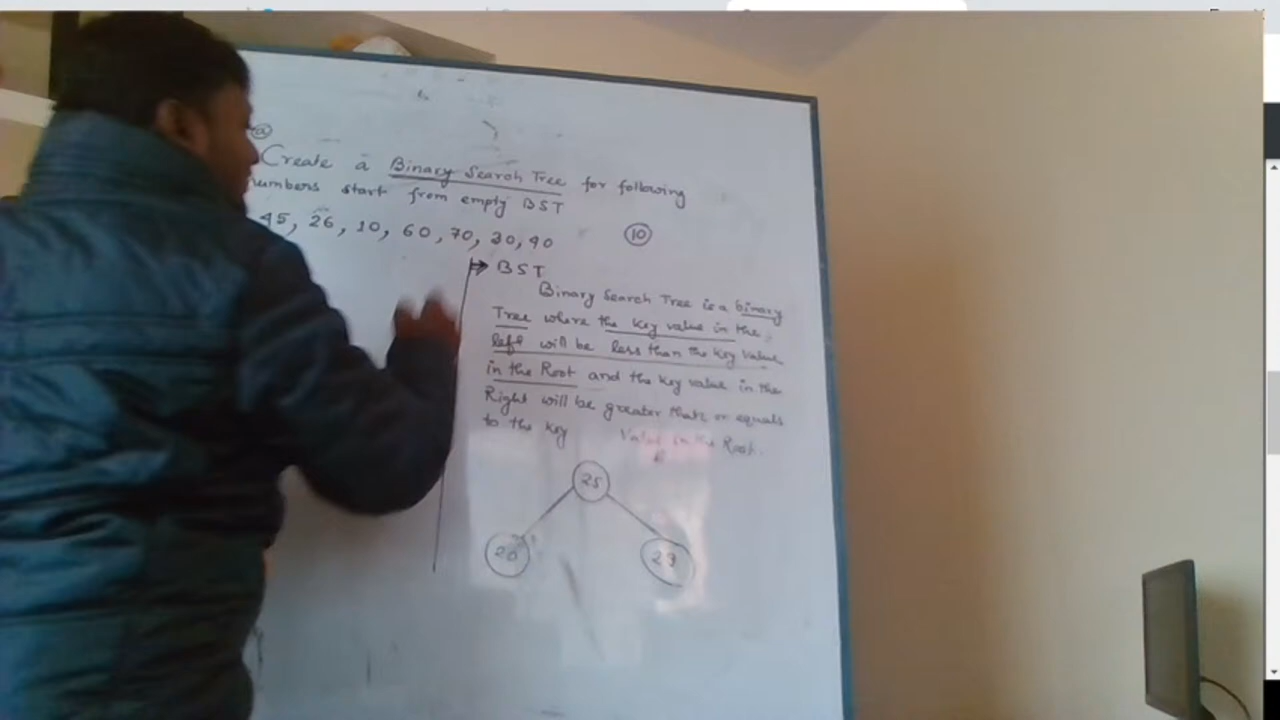 a
Create a Binary Search Tree for following
numbers start from empty BST
45, 26, 10, 60, 70, 30, 40
10
BST
Binary Search Tree is a binary
Tree where the key value in the
left will be less than the key value
in the Root and the key value in the
Right will be greater than or equals
to the key Value in the Root.
25
20
29